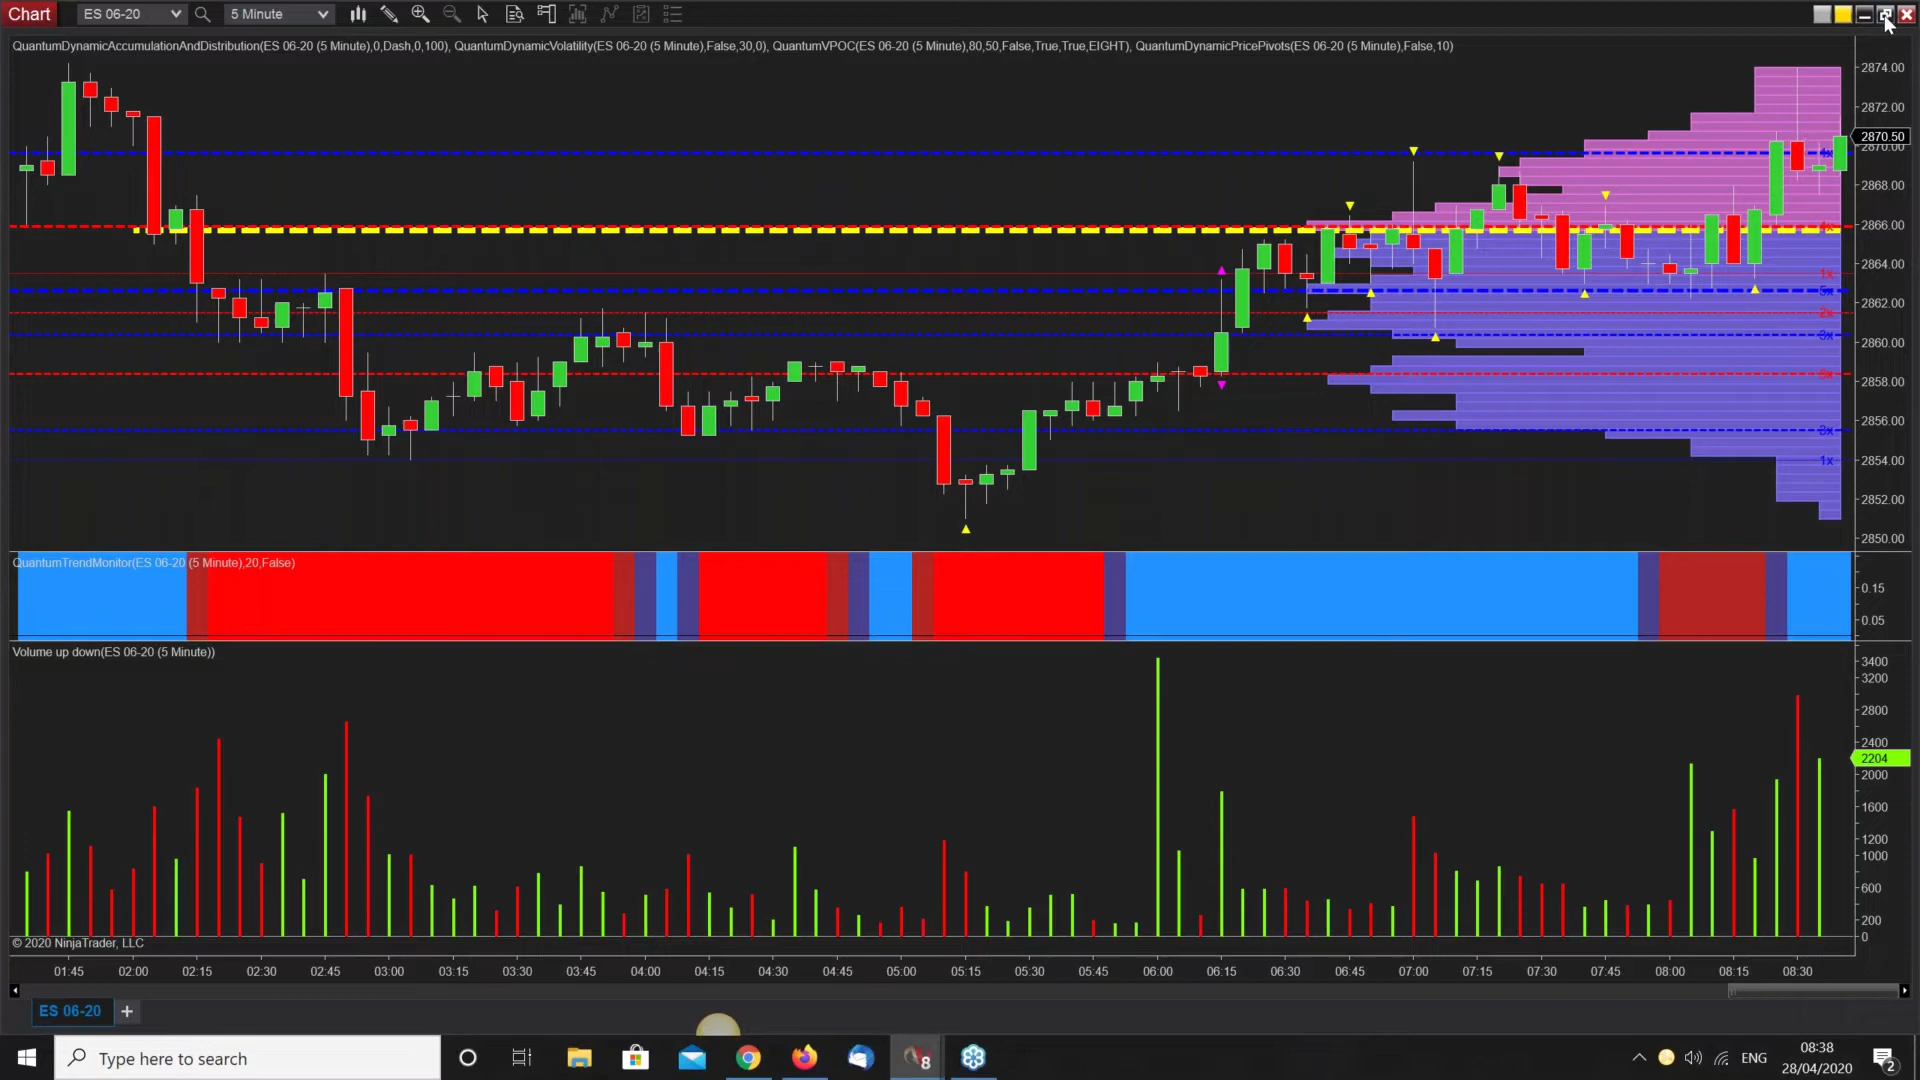 Chart
ES 06-20
5 Minute
QuantumDynamicAccumulationAndDistribution(ES 06-20 (5 Minute),0,Dash,0,100), QuantumDynamicVolatility(ES 06-20 (5 Minute),False,30,0), QuantumVPOC(ES 06-20 (5 Minute),80,50,False,True,True,EIGHT), QuantumDynamicPricePivots(ES 06-20 (5 Minute),False,10)
2874.00
2872.00
2870.50
2870.00
2868.00
2866.00
2864.00
2862.00
2860.00
2858.00
2856.00
2854.00
2852.00
2850.00
4x
1x
5x
2x
3x
3x
1x
QuantumTrendMonitor(ES 06-20 (5 Minute),20,False)
0.15
0.05
Volume up down(ES 06-20 (5 Minute))
3400
3200
2800
2400
2204
2000
1600
1200
1000
600
200
0
© 2020 NinjaTrader, LLC
01:45 02:00 02:15 02:30 02:45 03:00 03:15 03:30 03:45 04:00 04:15 04:30 04:45 05:00 05:15 05:30 05:45 06:00 06:15 06:30 06:45 07:00 07:15 07:30 07:45 08:00 08:15 08:30
ES 06-20 +
Type here to search
8
ENG
08:38
28/04/2020
2